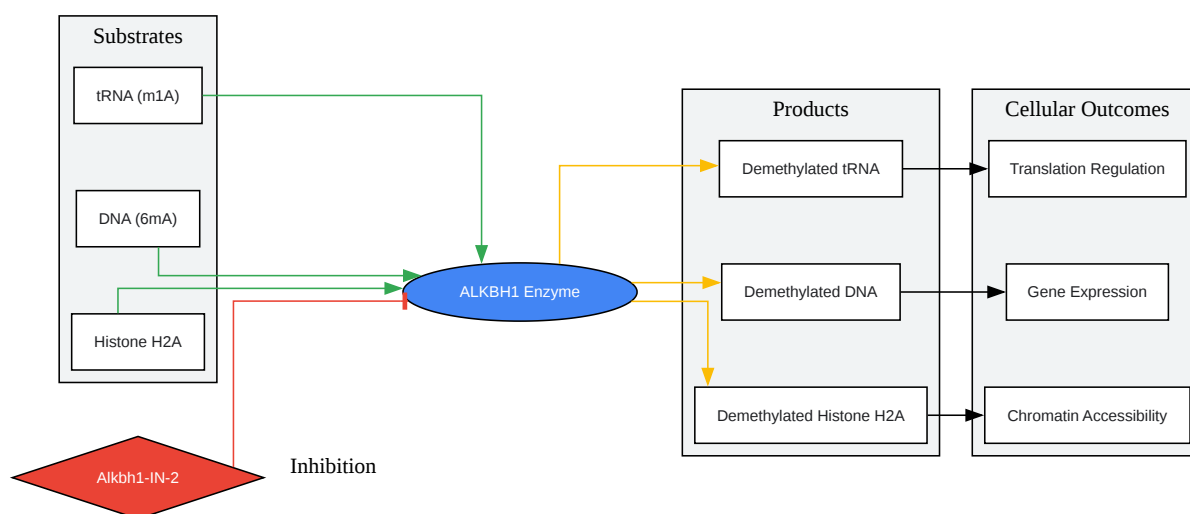 Substrates
tRNA (m1A)
DNA (6mA)
Histone H2A
Alkbh1-IN-2
Inhibition
ALKBH1 Enzyme
Products
Demethylated tRNA
Demethylated DNA
Demethylated Histone H2A
Cellular Outcomes
Translation Regulation
Gene Expression
Chromatin Accessibility